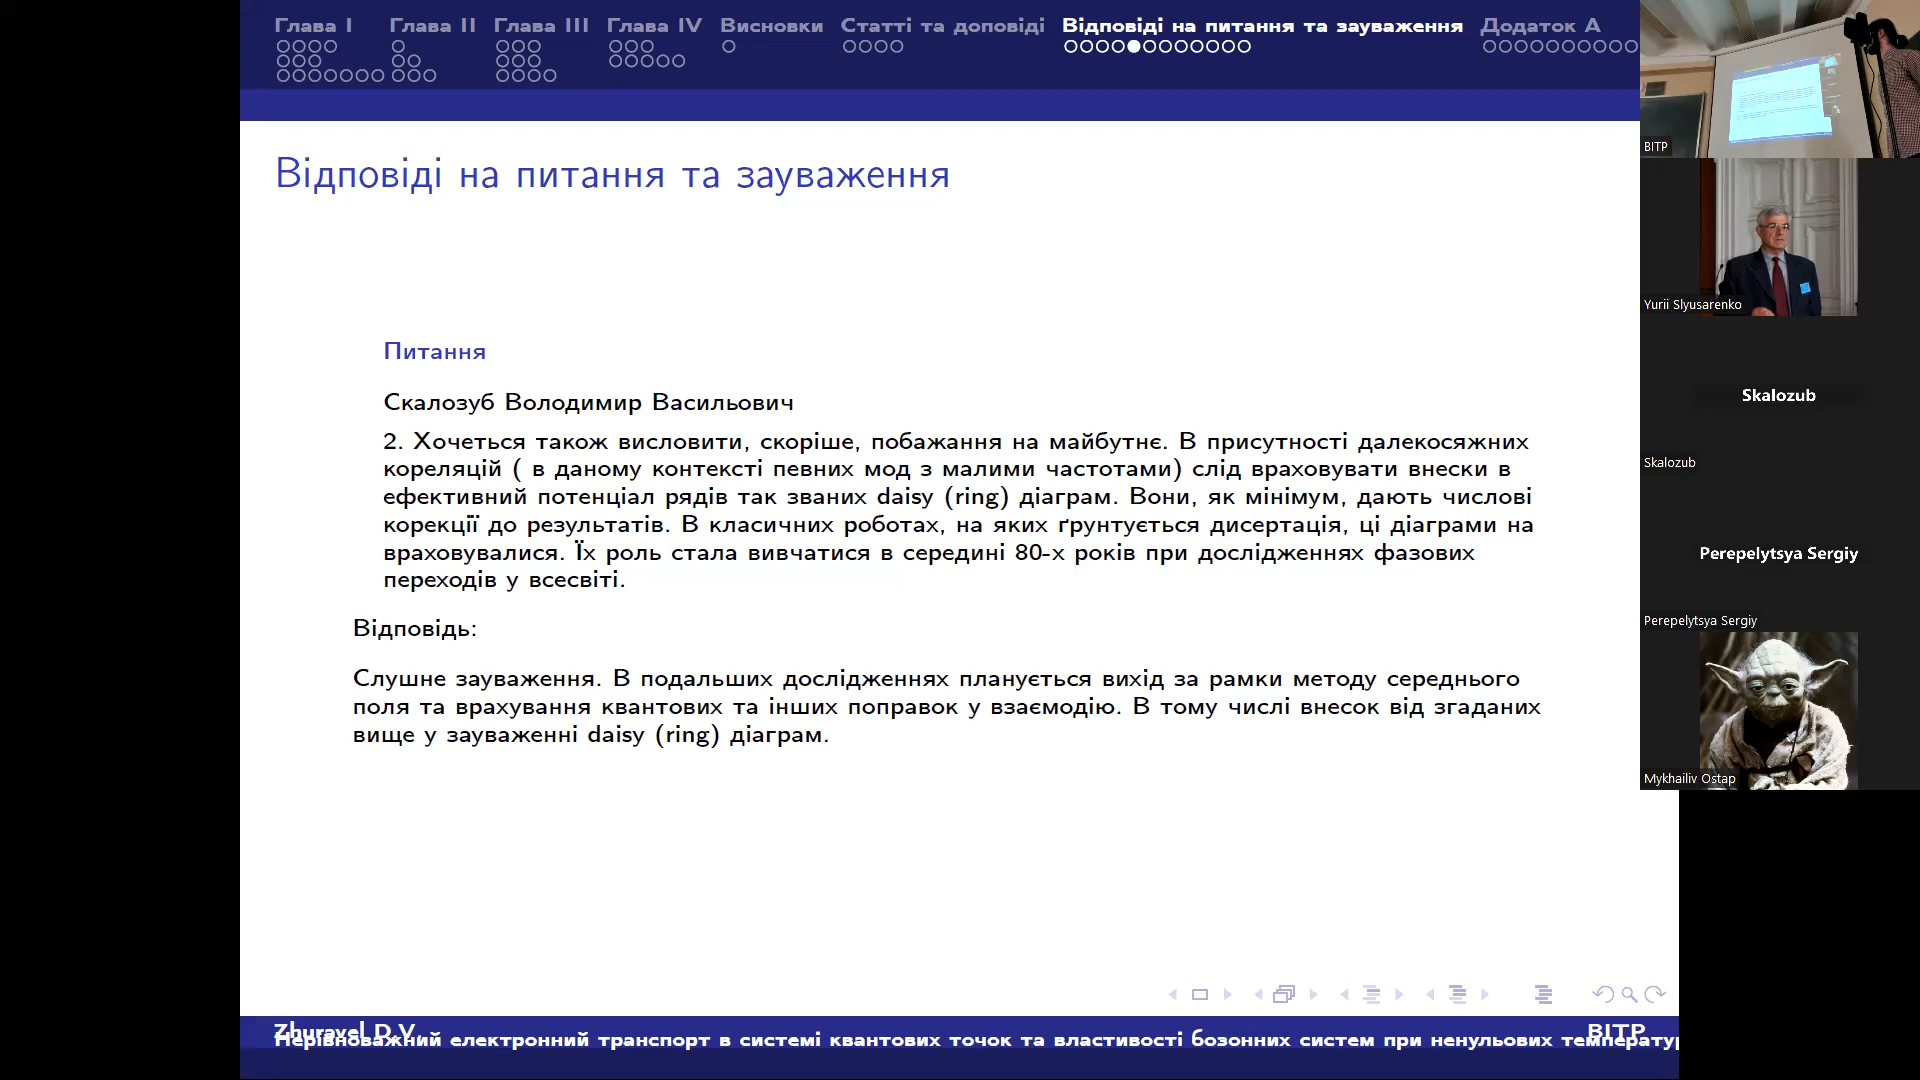 Глава I Глава II Глава III Глава IV Висновки Статті та доповіді Відповіді на питання та зауваження Додаток А
Відповіді на питання та зауваження
Питання
Скалозуб Володимир Васильович
2. Хочеться також висловити, скоріше, побажання на майбутнє. В присутності далекосяжних
кореляцій ( в даному контексті певних мод з малими частотами) слід враховувати внески в
ефективний потенціал рядів так званих daisy (ring) діаграм. Вони, як мінімум, дають числові
корекції до результатів. В класичних роботах, на яких ґрунтується дисертація, ці діаграми на
враховувалися. Їх роль стала вивчатися в середині 80-х років при дослідженнях фазових
переходів у всесвіті.
Відповідь:
Слушне зауваження. В подальших дослідженнях планується вихід за рамки методу середнього
поля та врахування квантових та інших поправок у взаємодію. В тому числі внесок від згаданих
вище у зауваженні daisy (ring) діаграм.
Zhuravel D.V. BITP
Нерівноважний електронний транспорт в системі квантових точок та властивості бозонних систем при ненульових температур
BITP
Yurii Slyusarenko
Skalozub
Skalozub
Perepelytsya Sergiy
Perepelytsya Sergiy
Mykhailiv Ostap